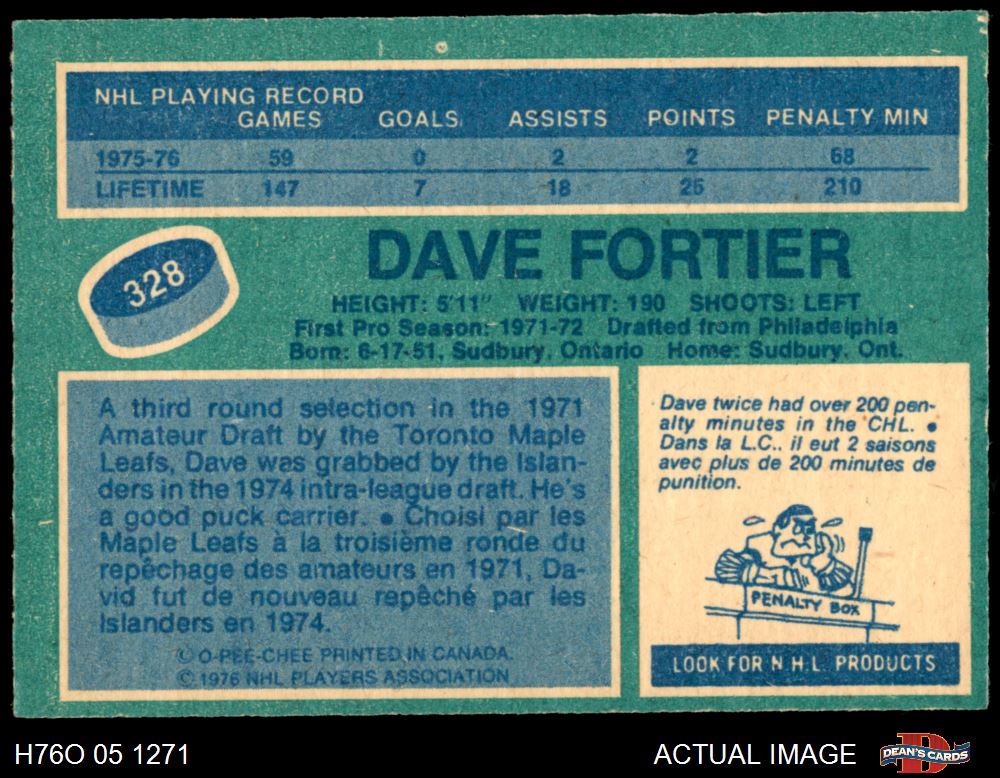 NHL PLAYING RECORD
GAMES GOALS ASSISTS POINTS PENALTY MIN
1975-76 59 0 2 2 68
LIFETIME 147 7 18 25 210
328
DAVE FORTIER
HEIGHT: 5'11" WEIGHT: 190 SHOOTS: LEFT
First Pro Season: 1971-72 Drafted from Philadelphia
Born: 6-17-51, Sudbury, Ontario Home: Sudbury, Ont.
A third round selection in the 1971
Amateur Draft by the Toronto Maple
Leafs, Dave was grabbed by the Islan-
ders in the 1974 intra-league draft. He's
a good puck carrier. • Choisi par les
Maple Leafs à la troisième ronde du
repêchage des amateurs en 1971, Da-
vid fut de nouveau repêché par les
Islanders en 1974.
© O-PEE-CHEE PRINTED IN CANADA.
© 1976 NHL PLAYERS ASSOCIATION
Dave twice had over 200 pen-
alty minutes in the CHL. •
Dans la L.C., il eut 2 saisons
avec plus de 200 minutes de
punition.
PENALTY BOX
LOOK FOR N.H.L. PRODUCTS
H76O 05 1271
ACTUAL IMAGE
DEAN'S CARDS